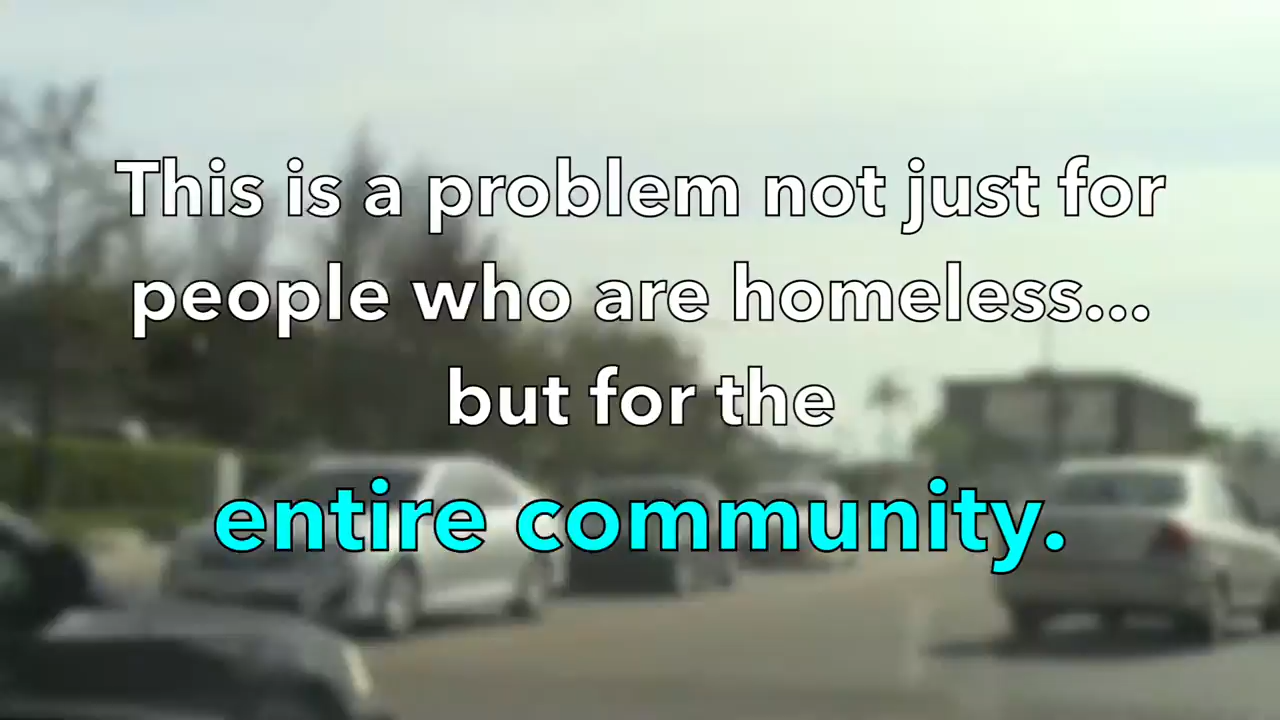 This is a problem not just for
people who are homeless...
but for the
entire community.